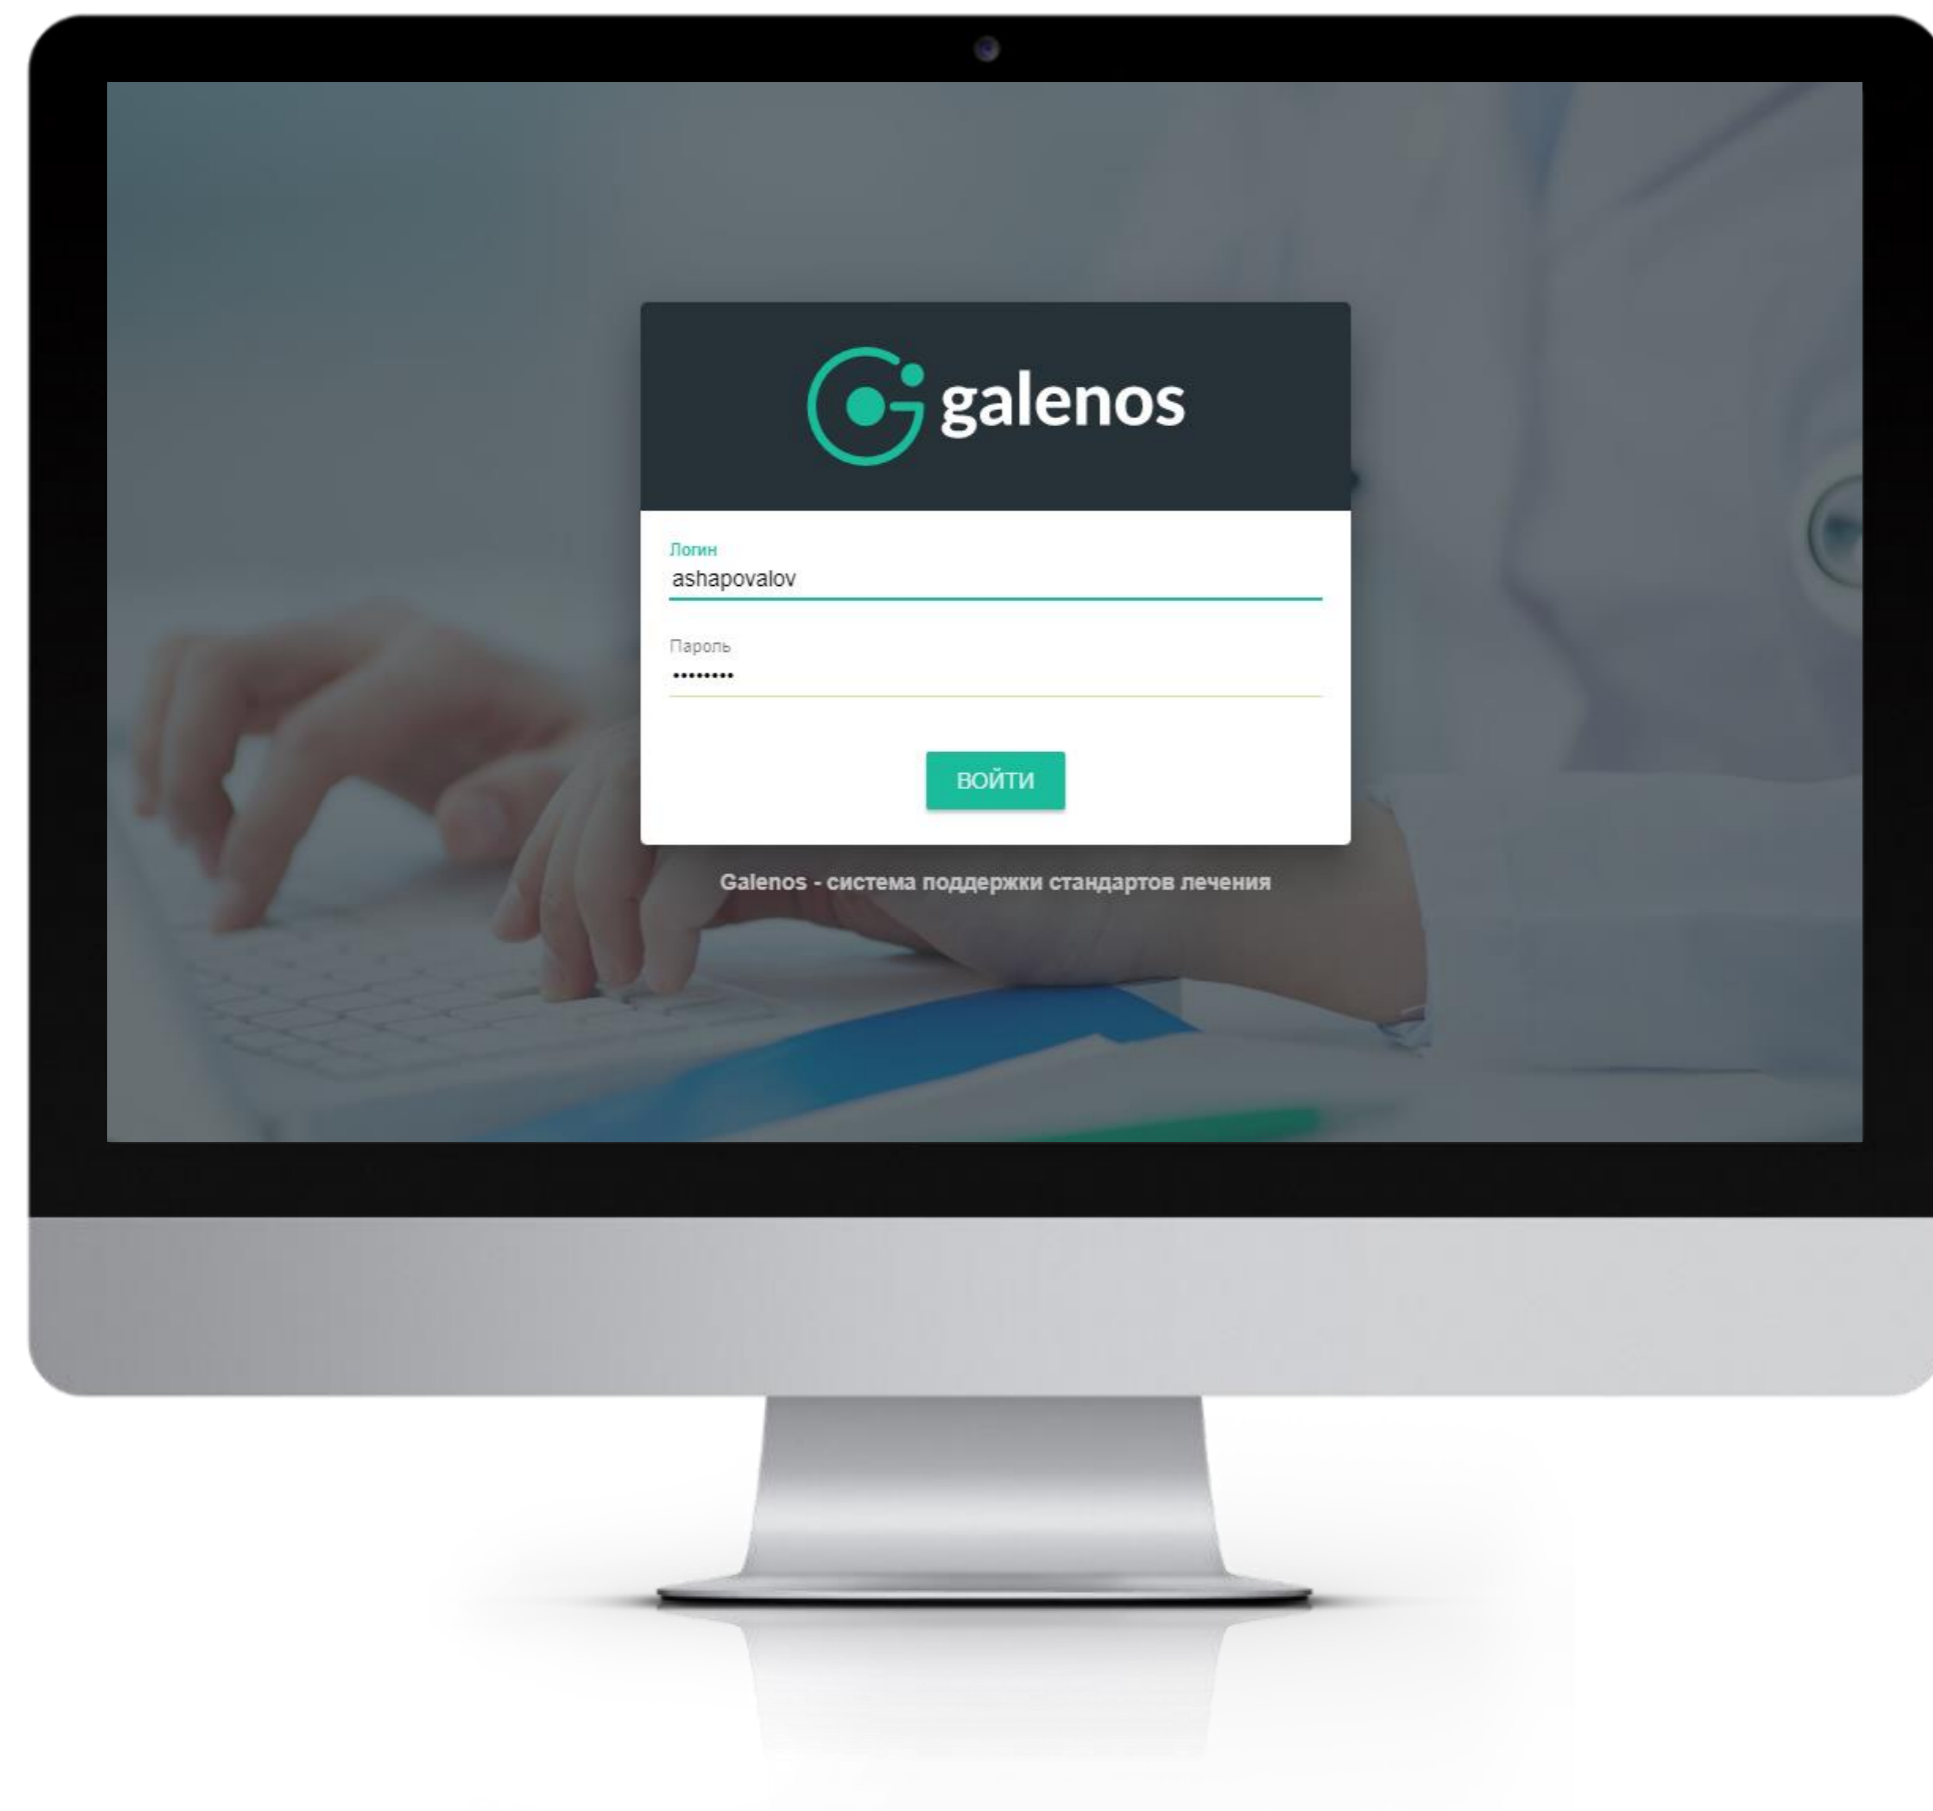 galenos
Логин
ashapovalov
Пароль
••••••••
ВОЙТИ
Galenos - система поддержки стандартов лечения